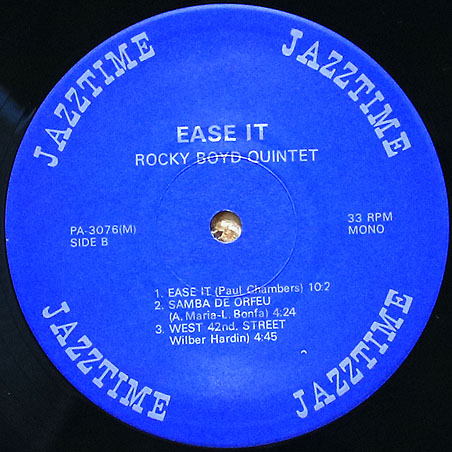 JAZZTIME
JAZZTIME
EASE IT
ROCKY BOYD QUINTET
PA-3076(M)
SIDE B
33 RPM
MONO
1. EASE IT (Paul Chambers) 10:2
2. SAMBA DE ORFEU
(A. Maria-L. Bonfa) 4:24
3. WEST 42nd. STREET
Wilber Hardin) 4:45
JAZZTIME
JAZZTIME